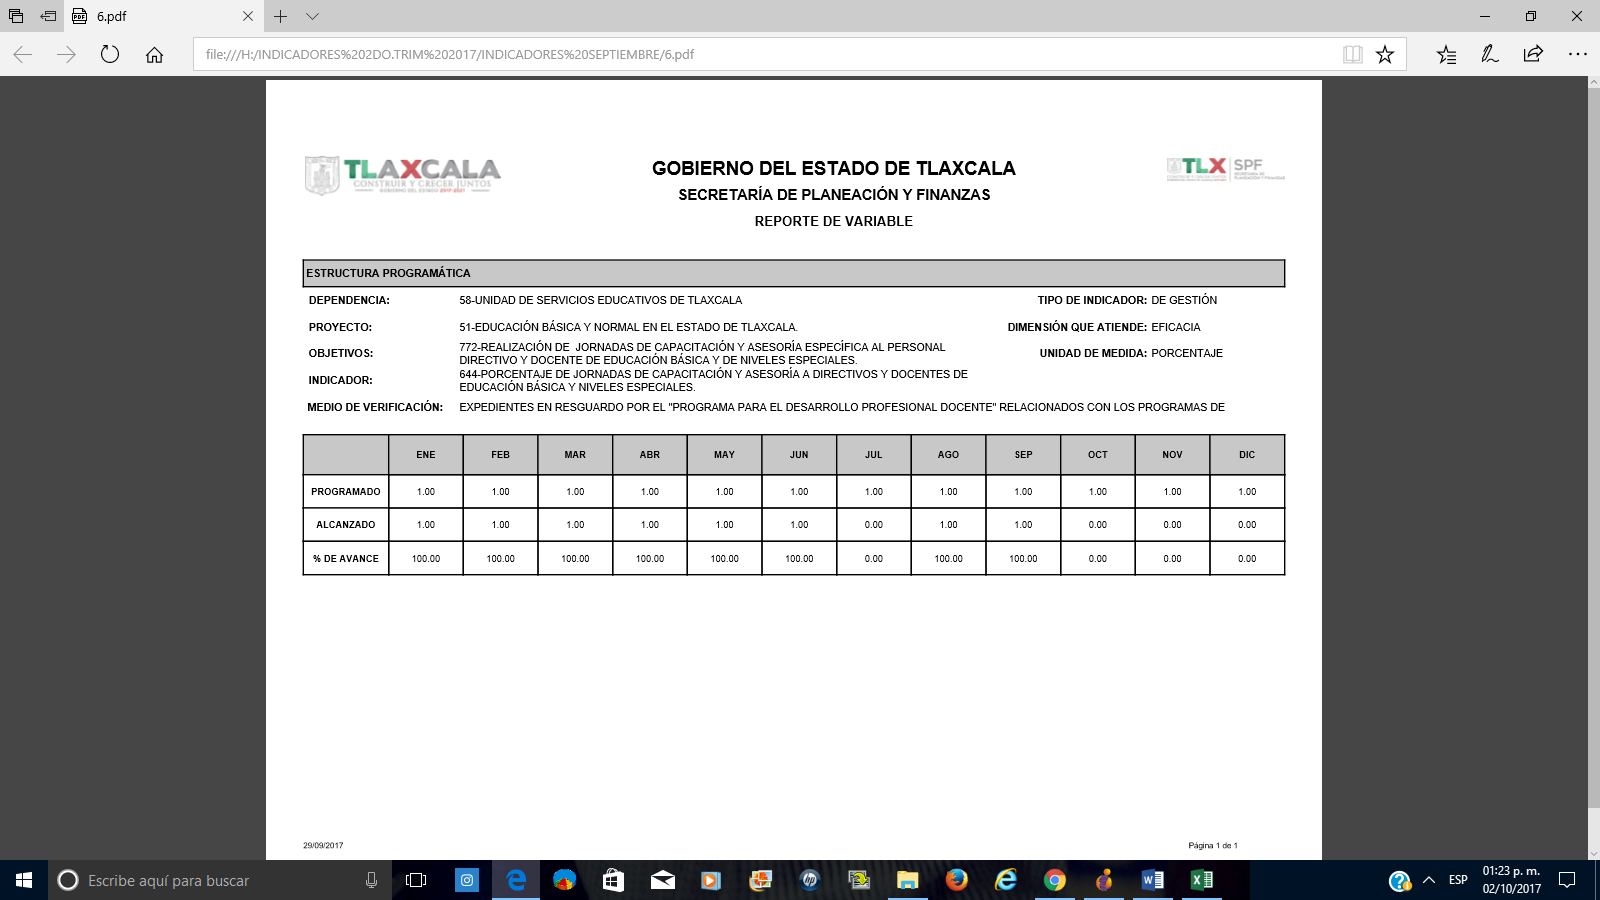 6.pdf
file:///H:/INDICADORES%202DO.TRIM%202017/INDICADORES%20SEPTIEMBRE/6.pdf
TLAXCALA
CONSTRUIR Y CRECER JUNTOS
GOBIERNO DEL ESTADO 2017-2021
GOBIERNO DEL ESTADO DE TLAXCALA
SECRETARÍA DE PLANEACIÓN Y FINANZAS
REPORTE DE VARIABLE
TLX SPF
ESTRUCTURA PROGRAMÁTICA
DEPENDENCIA: 58-UNIDAD DE SERVICIOS EDUCATIVOS DE TLAXCALA TIPO DE INDICADOR: DE GESTIÓN
PROYECTO: 51-EDUCACIÓN BÁSICA Y NORMAL EN EL ESTADO DE TLAXCALA. DIMENSIÓN QUE ATIENDE: EFICACIA
OBJETIVOS: 772-REALIZACIÓN DE JORNADAS DE CAPACITACIÓN Y ASESORÍA ESPECÍFICA AL PERSONAL
DIRECTIVO Y DOCENTE DE EDUCACIÓN BÁSICA Y DE NIVELES ESPECIALES. UNIDAD DE MEDIDA: PORCENTAJE
INDICADOR: 644-PORCENTAJE DE JORNADAS DE CAPACITACIÓN Y ASESORÍA A DIRECTIVOS Y DOCENTES DE
EDUCACIÓN BÁSICA Y NIVELES ESPECIALES.
MEDIO DE VERIFICACIÓN: EXPEDIENTES EN RESGUARDO POR EL "PROGRAMA PARA EL DESARROLLO PROFESIONAL DOCENTE" RELACIONADOS CON LOS PROGRAMAS DE
ENE FEB MAR ABR MAY JUN JUL AGO SEP OCT NOV DIC
PROGRAMADO 1.00 1.00 1.00 1.00 1.00 1.00 1.00 1.00 1.00 1.00 1.00 1.00
ALCANZADO 1.00 1.00 1.00 1.00 1.00 1.00 0.00 1.00 1.00 0.00 0.00 0.00
% DE AVANCE 100.00 100.00 100.00 100.00 100.00 100.00 0.00 100.00 100.00 0.00 0.00 0.00
29/09/2017 Página 1 de 1
Escribe aquí para buscar
ESP
01:23 p. m.
02/10/2017